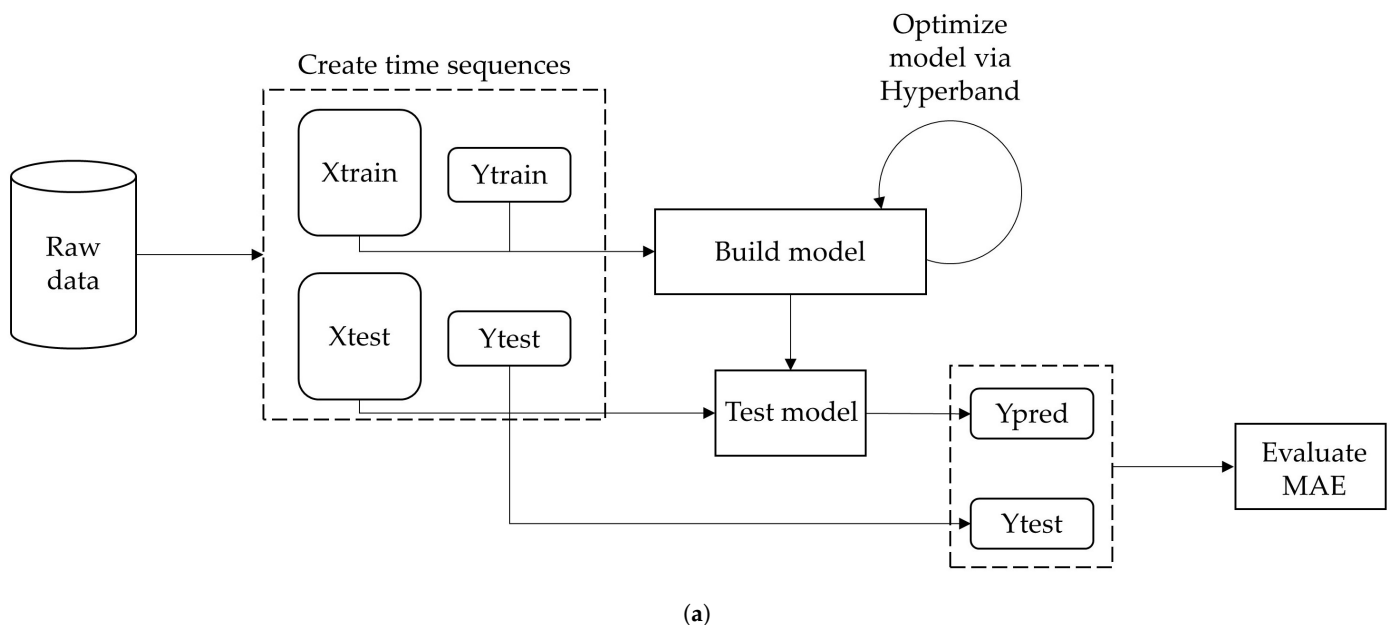 Optimize
model via
Hyperband
Create time sequences
Xtrain
Ytrain
Raw
data
Build model
Xtest
Ytest
Test model
Ypred
Evaluate
MAE
Ytest
(a)